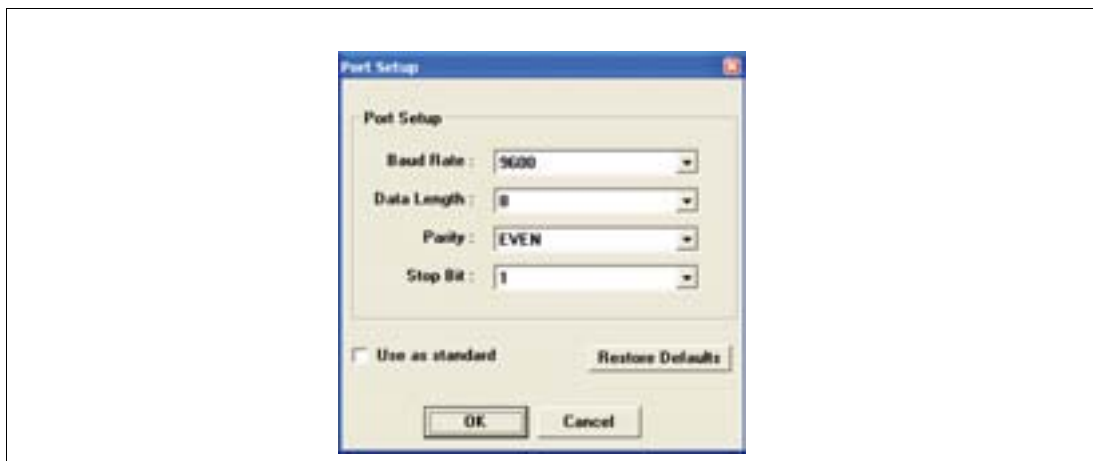 Port Setup
Port Setup
Baud Rate : 9600
Data Length : 8
Parity : EVEN
Stop Bit : 1
Use as standard
Restore Defaults
OK
Cancel